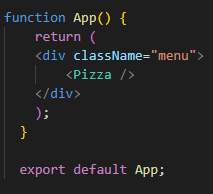 function App() {
return (
<div className="menu">
<Pizza />
</div>
);
}
export default App;